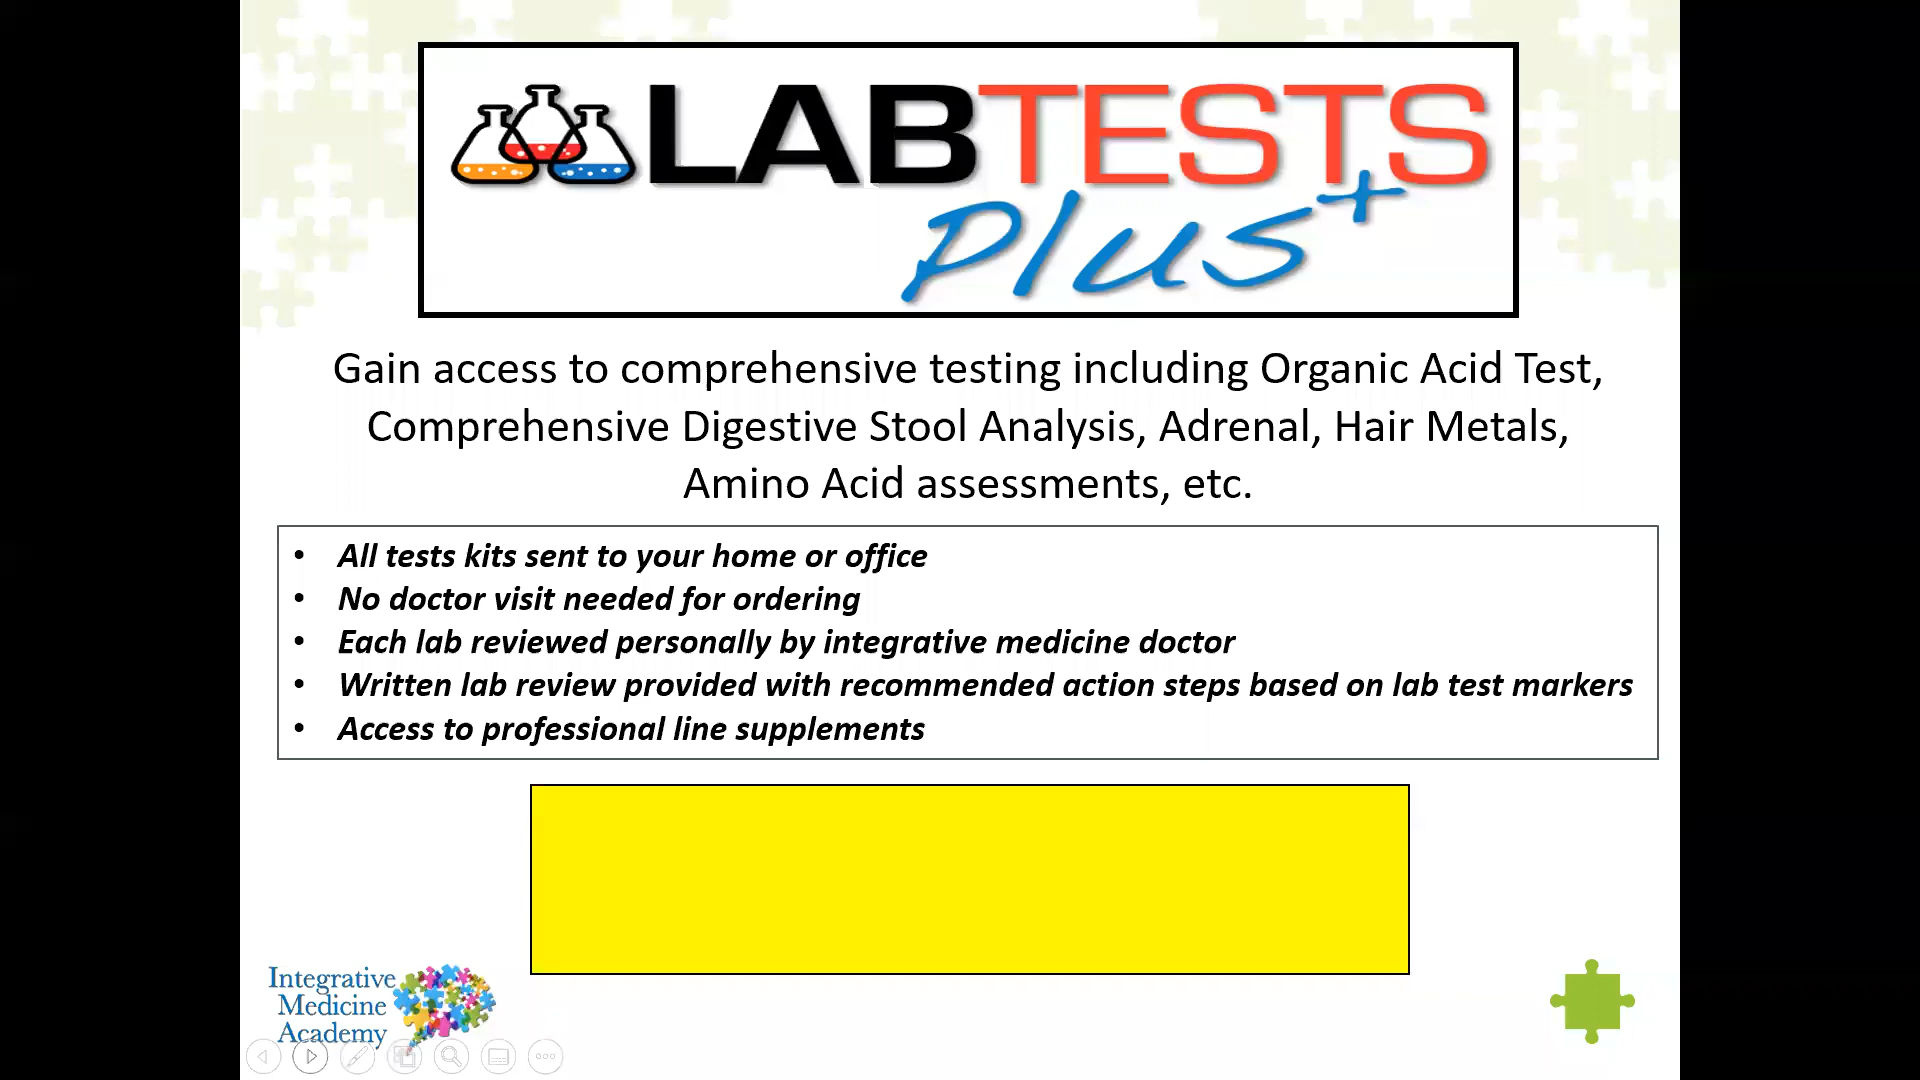 LABTESTS
plus+
Gain access to comprehensive testing including Organic Acid Test,
Comprehensive Digestive Stool Analysis, Adrenal, Hair Metals,
Amino Acid assessments, etc.
• All tests kits sent to your home or office
• No doctor visit needed for ordering
• Each lab reviewed personally by integrative medicine doctor
• Written lab review provided with recommended action steps based on lab test markers
• Access to professional line supplements
Integrative
Medicine
Academy